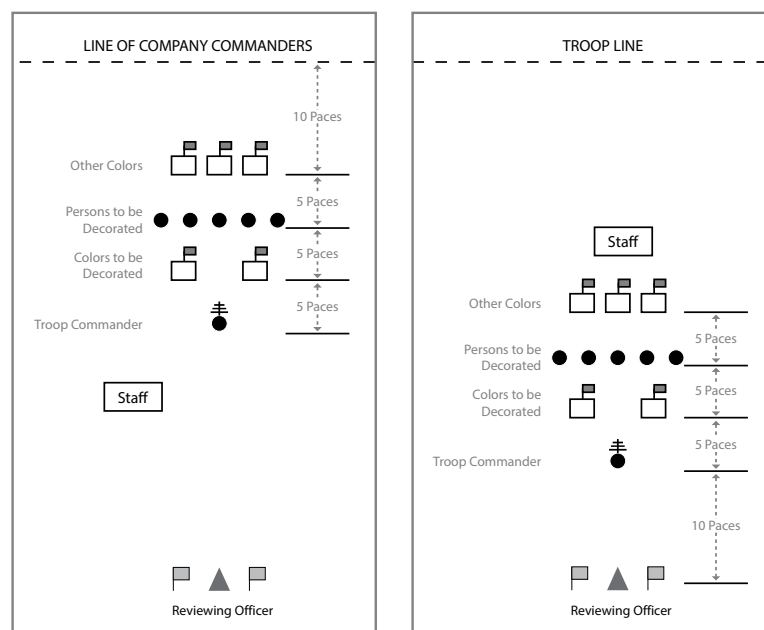 LINE OF COMPANY COMMANDERS
10 Paces
Other Colors
5 Paces
Persons to be
Decorated
5 Paces
Colors to be
Decorated
5 Paces
Troop Commander
Staff
Reviewing Officer
TROOP LINE
Staff
Other Colors
5 Paces
Persons to be
Decorated
5 Paces
Colors to be
Decorated
5 Paces
Troop Commander
10 Paces
Reviewing Officer